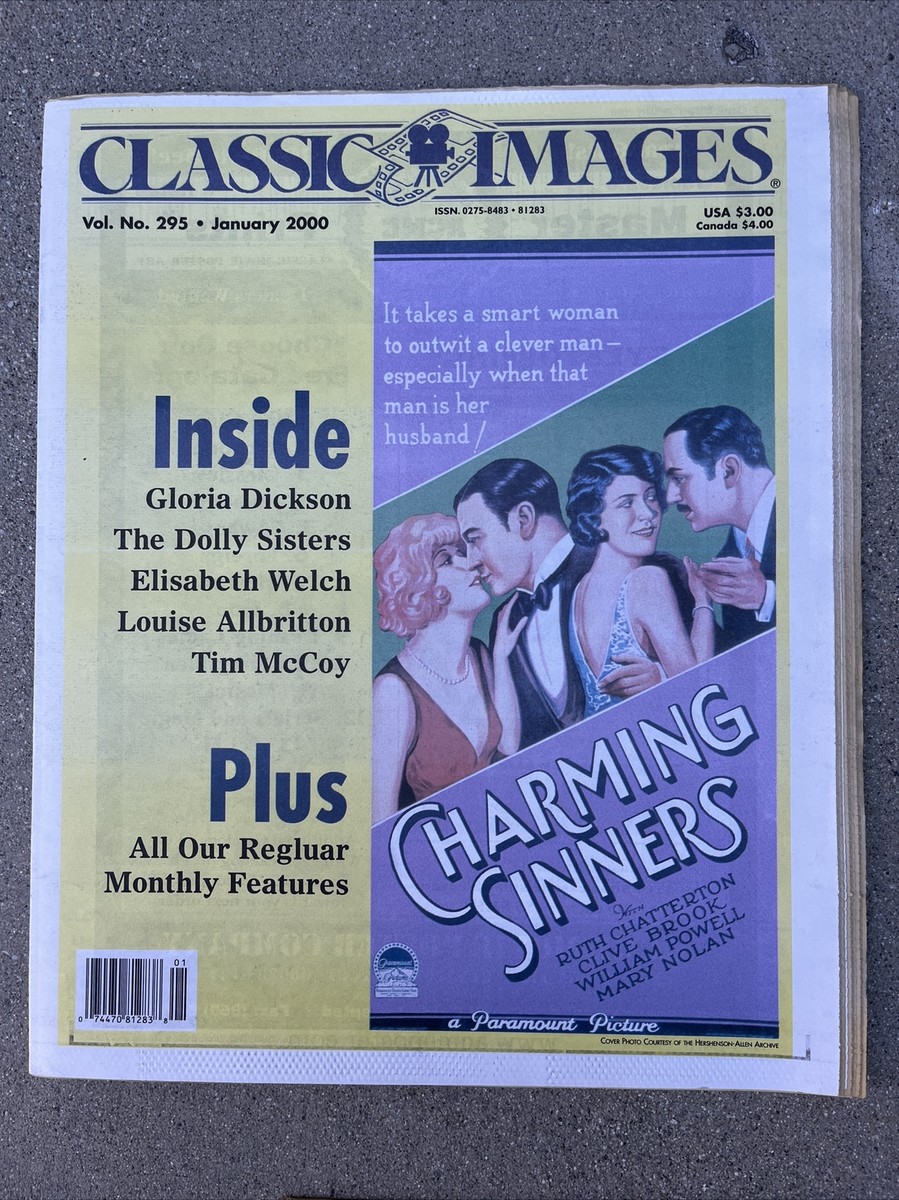 CLASSIC IMAGES®
ISSN. 0275-8483 • 81283
Vol. No. 295 • January 2000
USA $3.00
Canada $4.00
It takes a smart woman
to outwit a clever man—
especially when that
man is her
husband!
Inside
Gloria Dickson
The Dolly Sisters
Elisabeth Welch
Louise Allbritton
Tim McCoy
Plus
All Our Regluar
Monthly Features
CHARMING
SINNERS
With
RUTH CHATTERTON
CLIVE BROOK
WILLIAM POWELL
MARY NOLAN
Paramount
a Paramount Picture
COVER PHOTO COURTESY OF THE HERSHENSON-ALLEN ARCHIVE
01
0 74470 81283 8